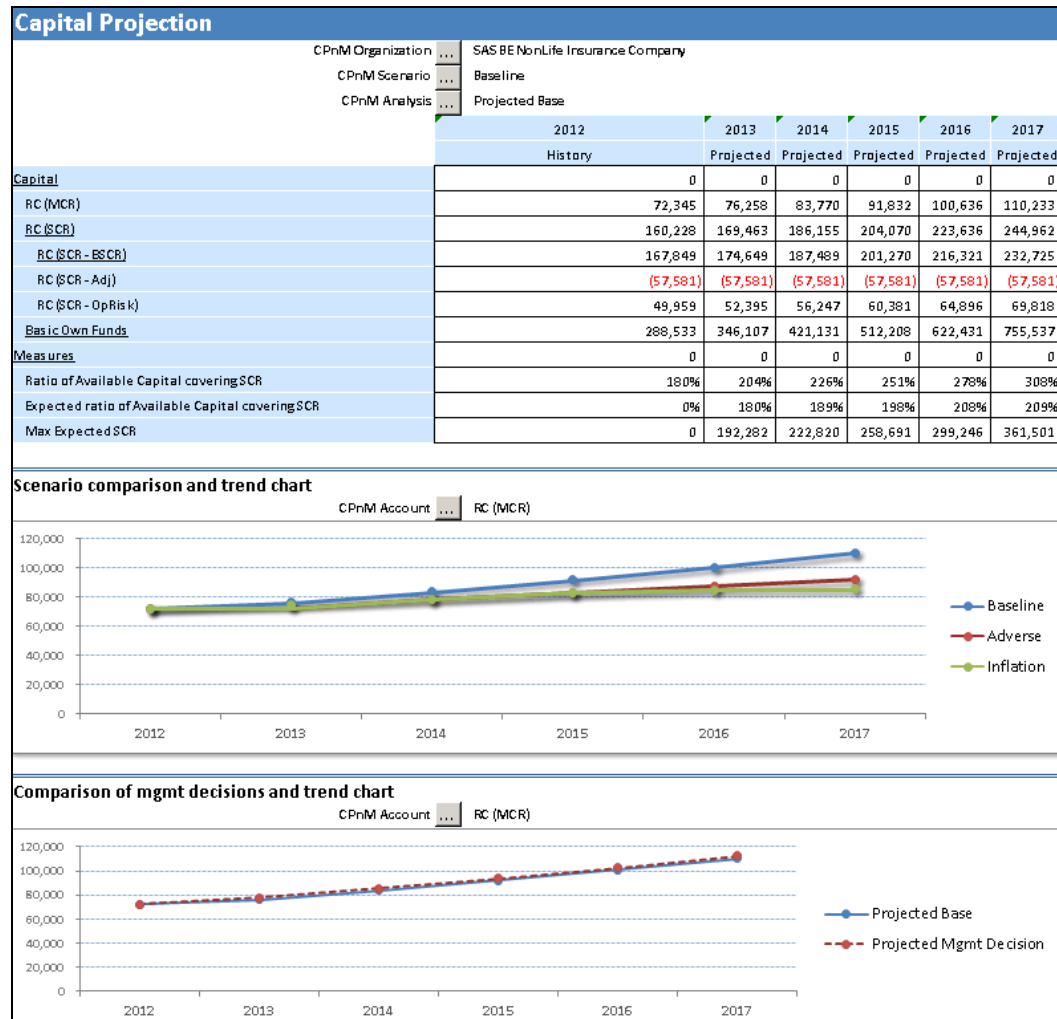 Capital Projection
CPnM Organization ... SAS BE NonLife Insurance Company
CPnM Scenario ... Baseline
CPnM Analysis ... Projected Base
2012 2013 2014 2015 2016 2017
History Projected Projected Projected Projected Projected
Capital 0 0 0 0 0 0
RC (MCR) 72,345 76,258 83,770 91,832 100,636 110,233
RC (SCR) 160,228 169,463 186,155 204,070 223,636 244,962
RC (SCR - BSCR) 167,849 174,649 187,489 201,270 216,321 232,725
RC (SCR - Adj) (57,581) (57,581) (57,581) (57,581) (57,581) (57,581)
RC (SCR - OpRisk) 49,959 52,395 56,247 60,381 64,896 69,818
Basic Own Funds 288,533 346,107 421,131 512,208 622,431 755,537
Measures 0 0 0 0 0 0
Ratio of Available Capital covering SCR 180% 204% 226% 251% 278% 308%
Expected ratio of Available Capital covering SCR 0% 180% 189% 198% 208% 209%
Max Expected SCR 0 192,282 222,820 258,691 299,246 361,501
Scenario comparison and trend chart
CPnM Account ... RC (MCR)
120,000
100,000
80,000
60,000
40,000
20,000
0
2012 2013 2014 2015 2016 2017
Baseline
Adverse
Inflation
Comparison of mgmt decisions and trend chart
CPnM Account ... RC (MCR)
120,000
100,000
80,000
60,000
40,000
20,000
0
2012 2013 2014 2015 2016 2017
Projected Base
Projected Mgmt Decision